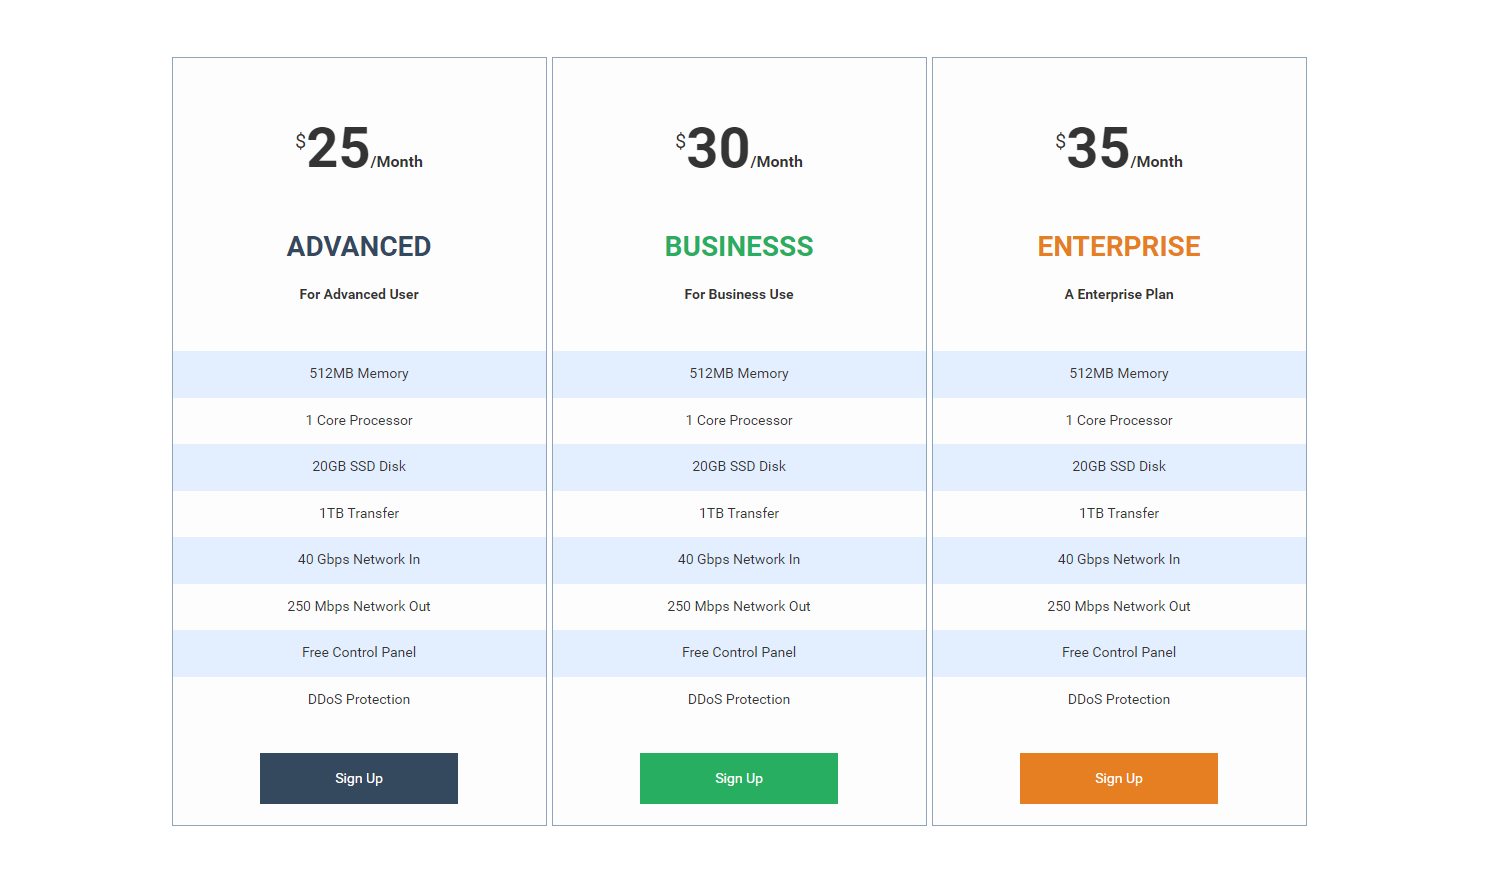 $25/Month
ADVANCED
For Advanced User
512MB Memory
1 Core Processor
20GB SSD Disk
1TB Transfer
40 Gbps Network In
250 Mbps Network Out
Free Control Panel
DDoS Protection
Sign Up
$30/Month
BUSINESSS
For Business Use
512MB Memory
1 Core Processor
20GB SSD Disk
1TB Transfer
40 Gbps Network In
250 Mbps Network Out
Free Control Panel
DDoS Protection
Sign Up
$35/Month
ENTERPRISE
A Enterprise Plan
512MB Memory
1 Core Processor
20GB SSD Disk
1TB Transfer
40 Gbps Network In
250 Mbps Network Out
Free Control Panel
DDoS Protection
Sign Up